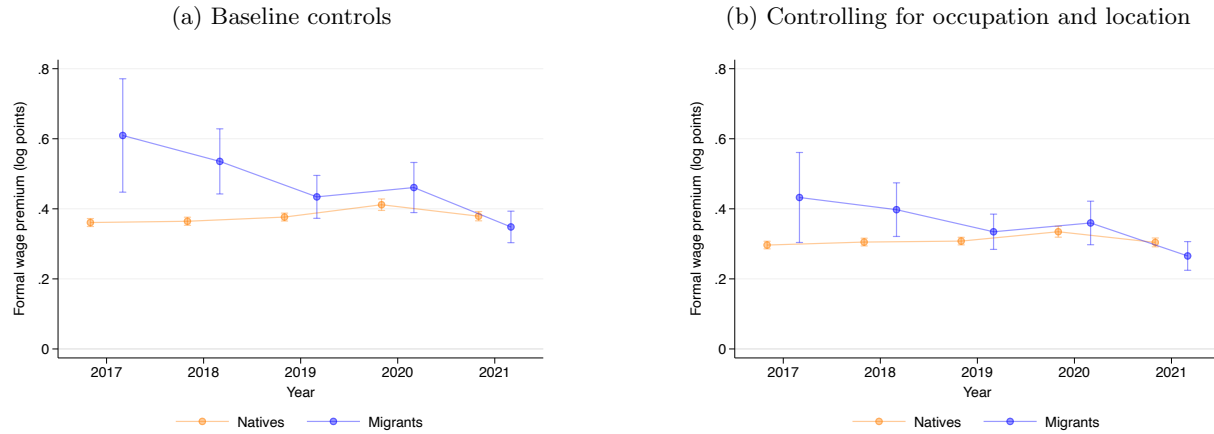 (a) Baseline controls
Formal wage premium (log points)
.8
.6
.4
.2
0
2017 2018 2019 2020 2021
Year
Natives Migrants
(b) Controlling for occupation and location
Formal wage premium (log points)
.8
.6
.4
.2
0
2017 2018 2019 2020 2021
Year
Natives Migrants